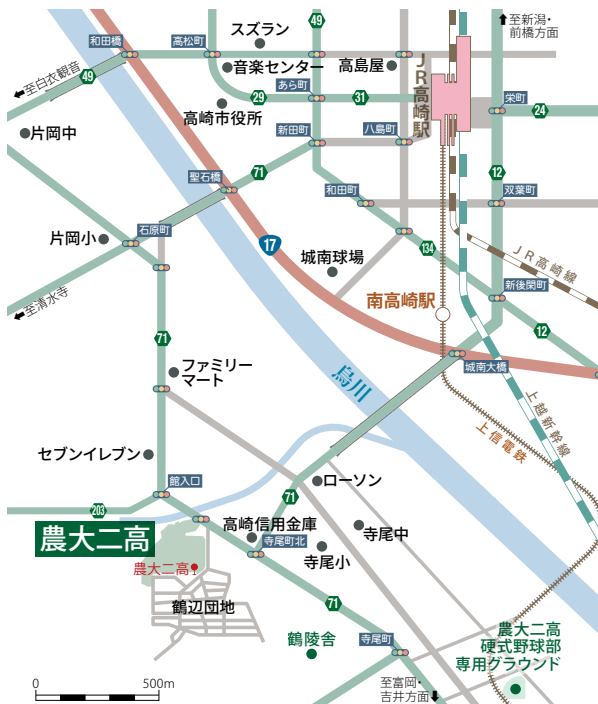 至新潟・
前橋方面
スズラン
49
和田橋
高松町
音楽センター
高島屋
JR高崎駅
至白衣観音
49
あら町
29
31
栄町
24
高崎市役所
片岡中
新田町
八島町
71
聖石橋
12
和田町
双葉町
石原町
片岡小
17
城南球場
134
JR高崎線
新後閑町
南高崎駅
至清水寺
71
12
城南大橋
ファミリー
マート
烏川
上越新幹線
上信電鉄
セブンイレブン
館入口
ローソン
203
71
農大二高
高崎信用金庫
寺尾中
寺尾町北
寺尾小
農大二高
鶴辺団地
71
鶴陵舎
寺尾町
農大二高
硬式野球部
専用グラウンド
至富岡・
吉井方面
0
500m